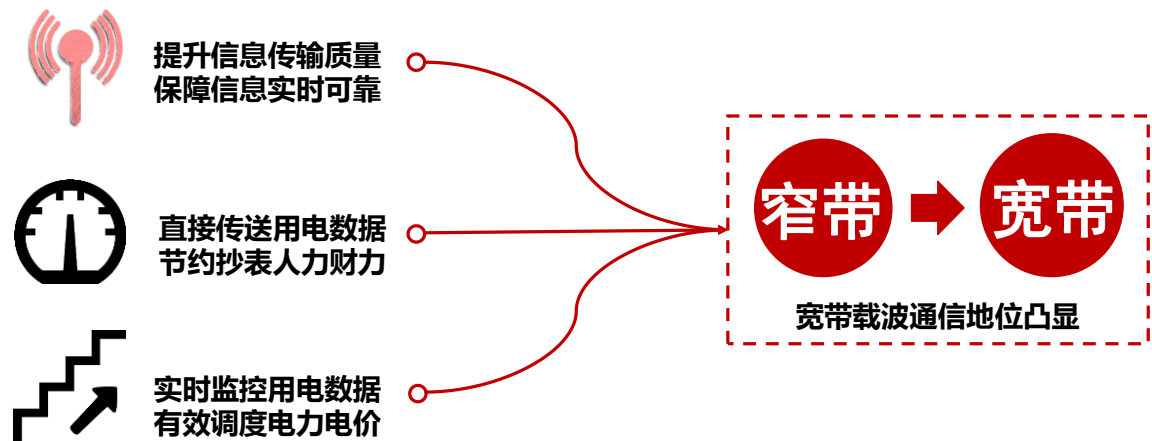 提升信息传输质量
保障信息实时可靠
直接传送用电数据
节约抄表人力财力
实时监控用电数据
有效调度电力电价
窄带
宽带
宽带载波通信地位凸显